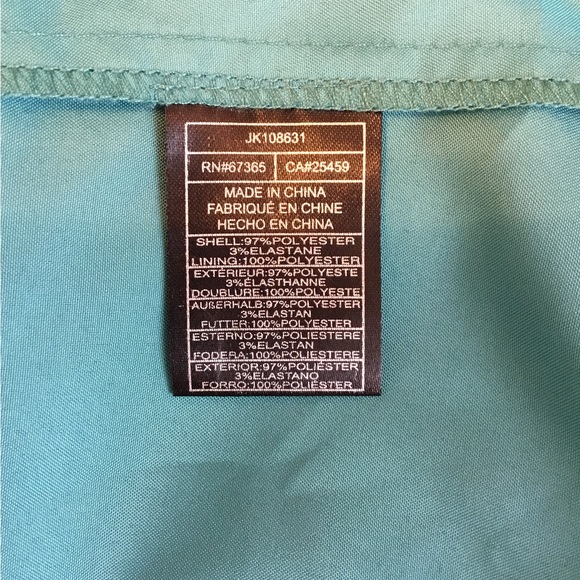 JK108631
RN#67365 CA#25459
MADE IN CHINA
FABRIQUÉ EN CHINE
HECHO EN CHINA
SHELL:97%POLYESTER
3%ELASTANE
LINING:100%POLYESTER
EXTÉRIEUR:97%POLYESTE
3%ÉLASTHANNE
DOUBLURE:100%POLYESTE
AUßERHALB:97%POLYESTER
3%ELASTAN
FUTTER:100%POLYESTER
ESTERNO:97%POLIESTERE
3%ELASTAN
FODERA:100%POLIESTERE
EXTERIOR:97%POLIÉSTER
3%ELASTANO
FORRO:100%POLIÉSTER